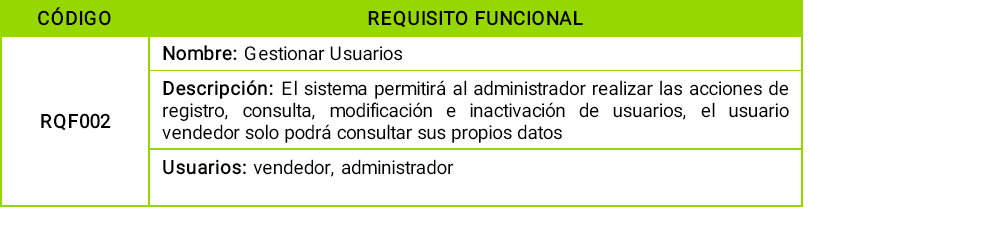 CÓDIGO
REQUISITO FUNCIONAL
Nombre: Gestionar Usuarios
Descripción: El sistema permitirá al administrador realizar las acciones de
registro, consulta, modificación e inactivación de usuarios, el usuario
vendedor solo podrá consultar sus propios datos
RQF002
Usuarios: vendedor, administrador